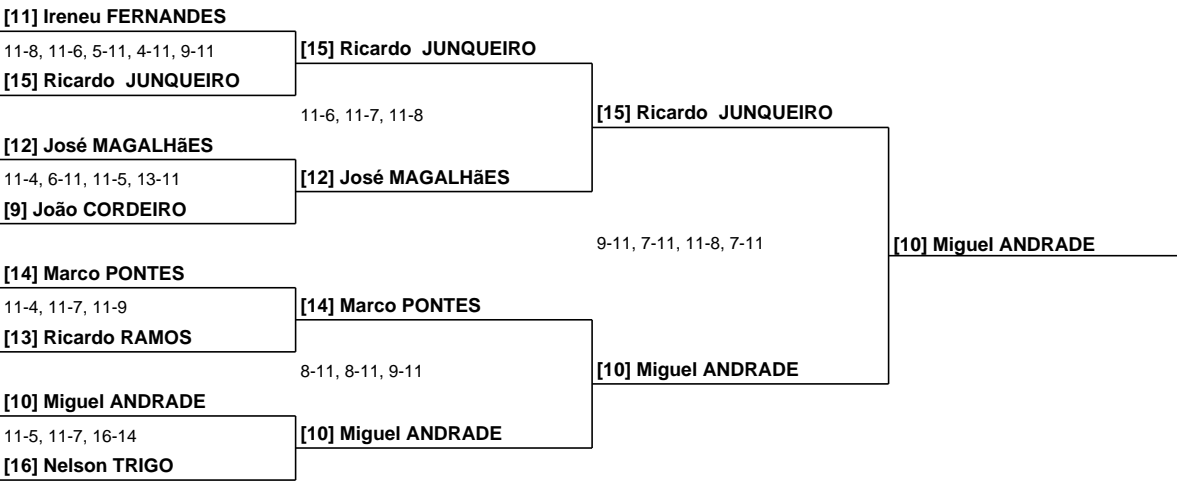 [11] Ireneu FERNANDES
11-8, 11-6, 5-11, 4-11, 9-11
[15] Ricardo  JUNQUEIRO
[15] Ricardo  JUNQUEIRO
11-6, 11-7, 11-8
[15] Ricardo  JUNQUEIRO
[12] José MAGALHãES
11-4, 6-11, 11-5, 13-11
[12] José MAGALHãES
[9] João CORDEIRO
9-11, 7-11, 11-8, 7-11
[10] Miguel ANDRADE
[14] Marco PONTES
11-4, 11-7, 11-9
[14] Marco PONTES
[13] Ricardo RAMOS
8-11, 8-11, 9-11
[10] Miguel ANDRADE
[10] Miguel ANDRADE
11-5, 11-7, 16-14
[10] Miguel ANDRADE
[16] Nelson TRIGO